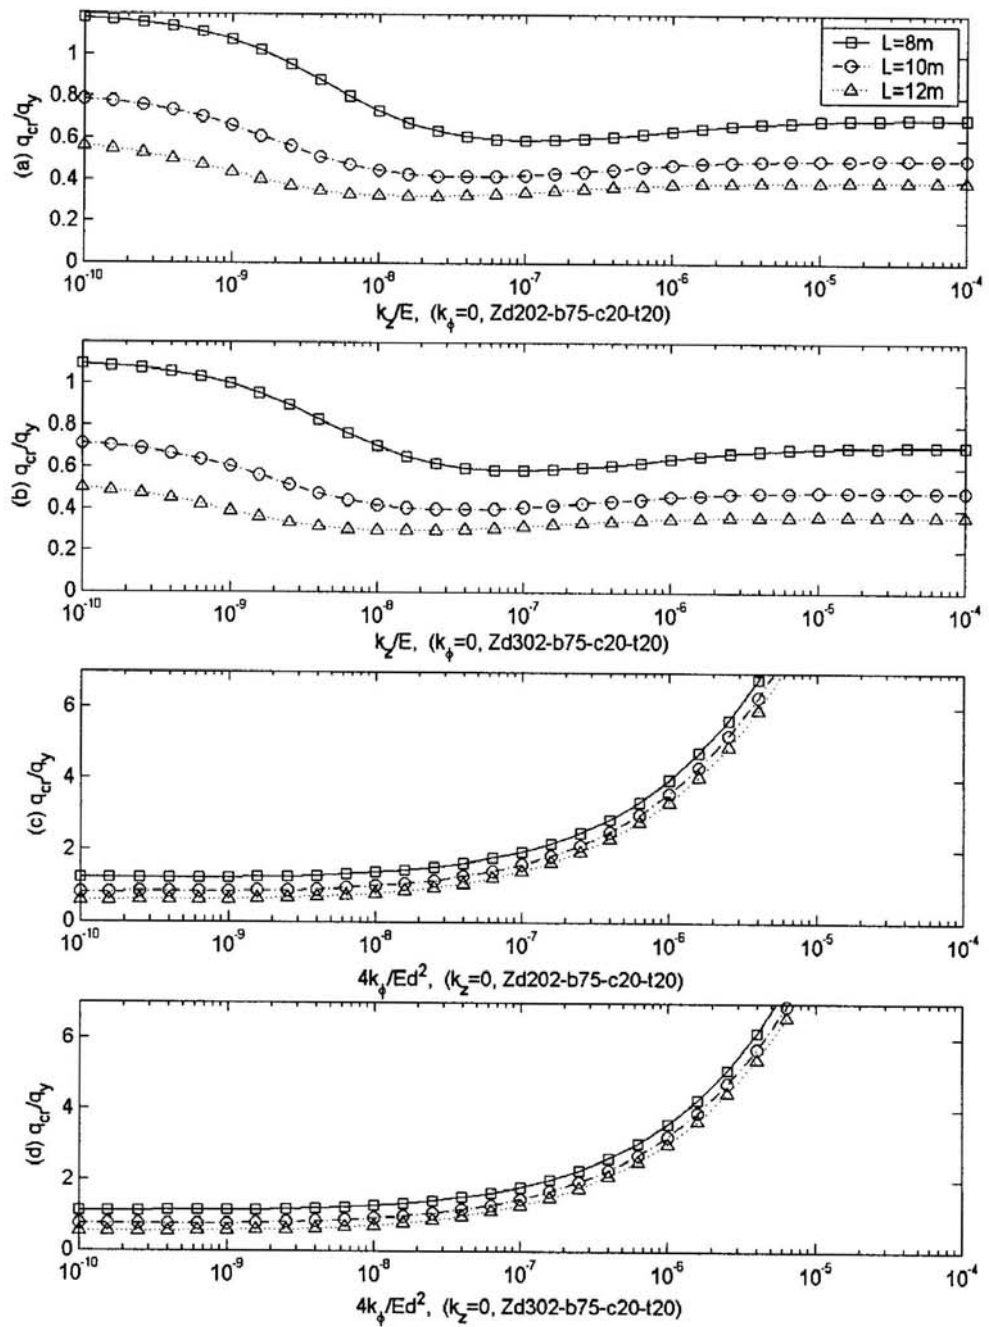 L=8m
L=10m
L=12m
(a) q_cr/q_y
1
0.8
0.6
0.4
0.2
0
10^-10 10^-9 10^-8 10^-7 10^-6 10^-5 10^-4
k_z/E, (k_ϕ=0, Zd202-b75-c20-t20)
(b) q_cr/q_y
1
0.8
0.6
0.4
0.2
0
10^-10 10^-9 10^-8 10^-7 10^-6 10^-5 10^-4
k_z/E, (k_ϕ=0, Zd302-b75-c20-t20)
(c) q_cr/q_y
6
4
2
0
10^-10 10^-9 10^-8 10^-7 10^-6 10^-5 10^-4
4k_ϕ/Ed^2, (k_z=0, Zd202-b75-c20-t20)
(d) q_cr/q_y
6
4
2
0
10^-10 10^-9 10^-8 10^-7 10^-6 10^-5 10^-4
4k_ϕ/Ed^2, (k_z=0, Zd302-b75-c20-t20)